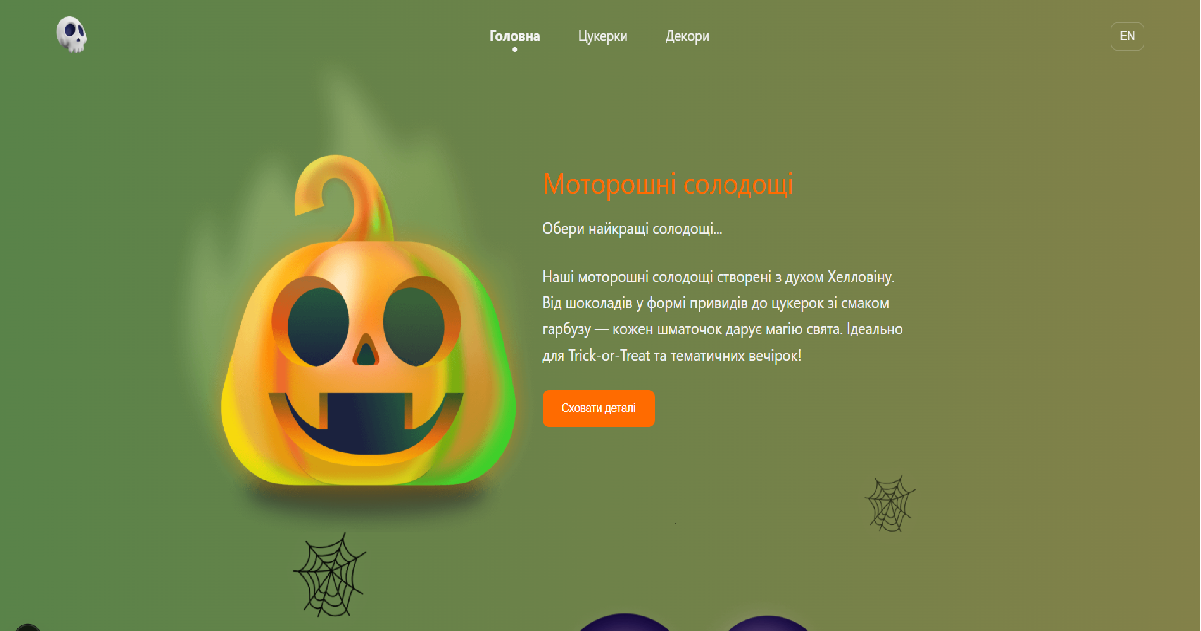 Головна Цукерки Декори EN
Моторошні солодощі
Обери найкращі солодощі...
Наші моторошні солодощі створені з духом Хелловіну.
Від шоколадів у формі привидів до цукерок зі смаком
гарбузу — кожен шматочок дарує магію свята. Ідеально
для Trick-or-Treat та тематичних вечірок!
Сховати деталі